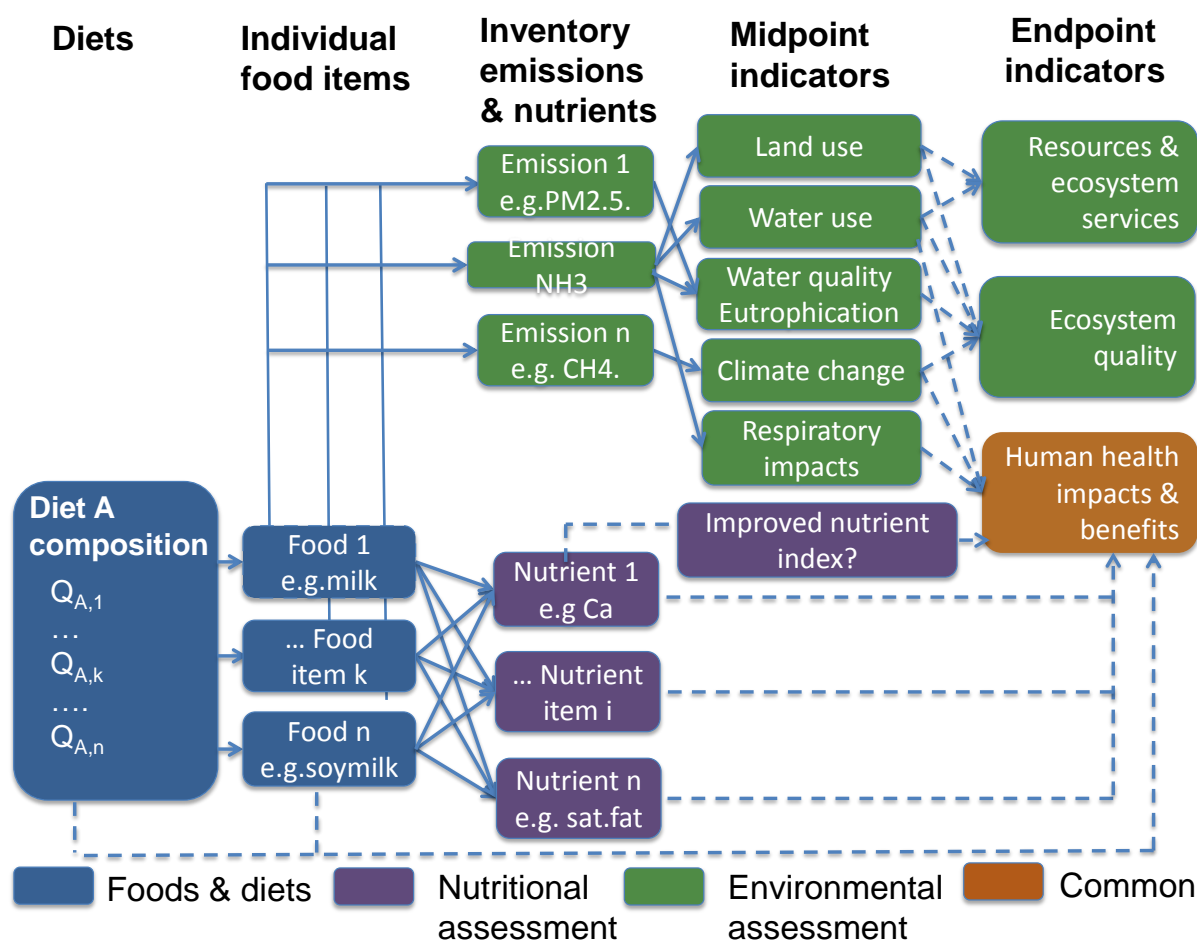 Diets
Individual
food items
Inventory
emissions
& nutrients
Midpoint
indicators
Endpoint
indicators
Emission 1
e.g.PM2.5.
Emission
NH3
Emission n
e.g. CH4.
Land use
Water use
Water quality
Eutrophication
Climate change
Respiratory
impacts
Resources &
ecosystem
services
Ecosystem
quality
Human health
impacts &
benefits
Diet A
composition
QA,1
...
QA,k
....
QA,n
Food 1
e.g.milk
... Food
item k
Food n
e.g.soymilk
Improved nutrient
index?
Nutrient 1
e.g Ca
... Nutrient
item i
Nutrient n
e.g. sat.fat
Foods & diets
Nutritional
assessment
Environmental
assessment
Common